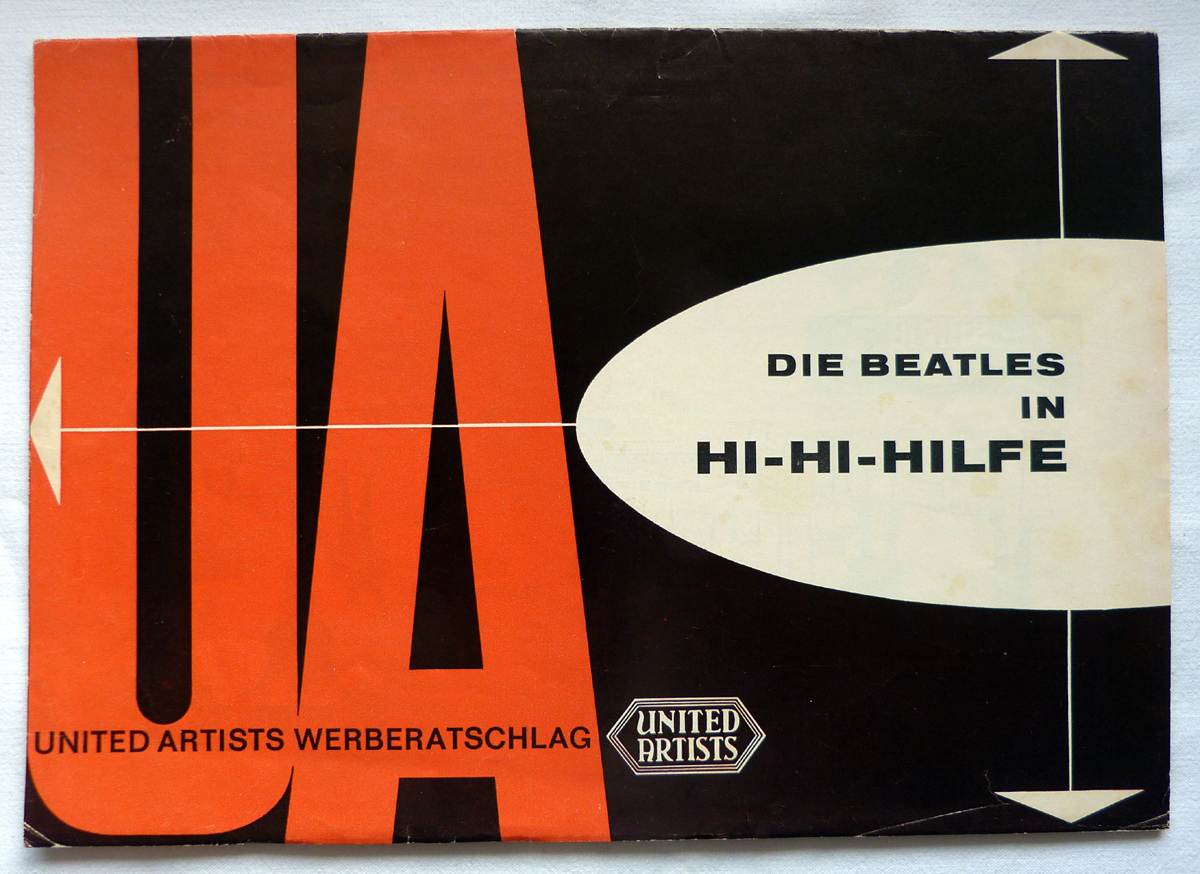 UA
DIE BEATLES
IN
HI-HI-HILFE
UNITED ARTISTS WERBERATSCHLAG
UNITED
ARTISTS